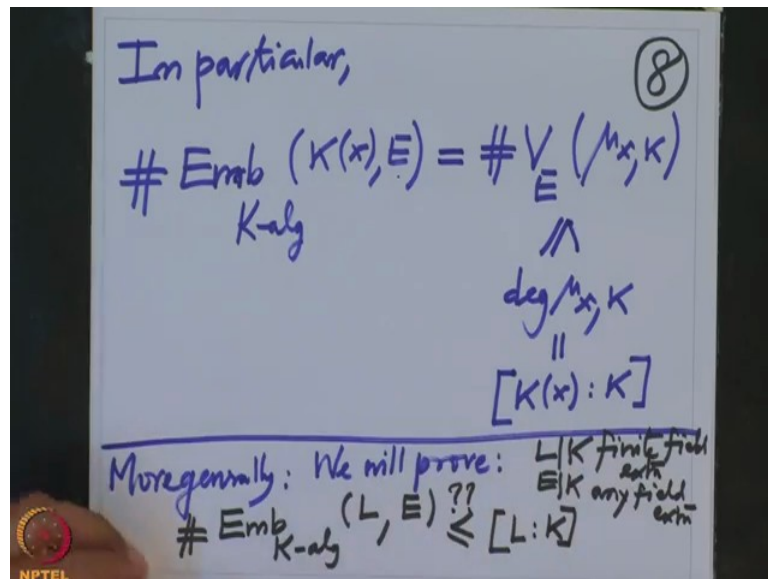 In particular,
8
# Emb (K(x), E) = # V (μx, K)
K-alg
E
≤
deg μx, K
=
[K(x) : K]
More generally: We will prove: L|K finite field extn
E|K any field extn
??
# Emb K-alg (L, E) ≤ [L:K]
NPTEL